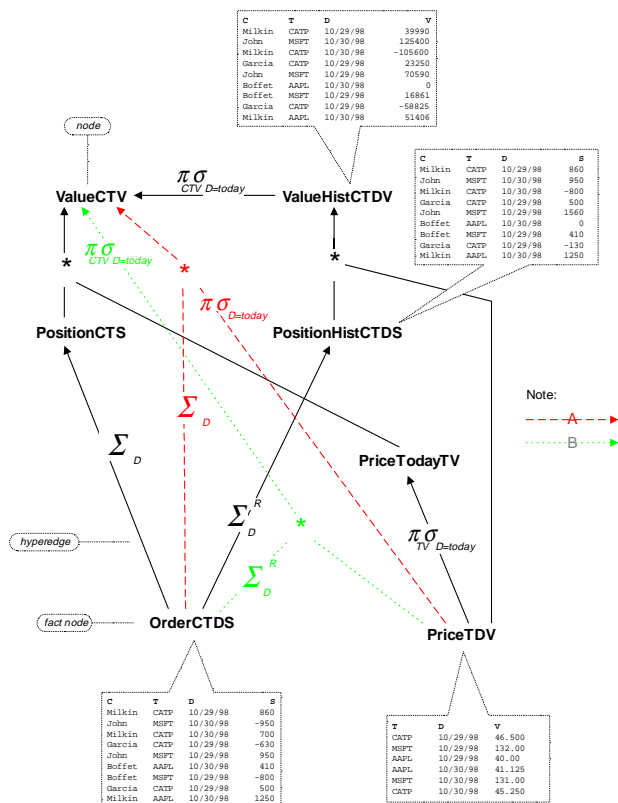 C T D V
Milkin CATP 10/29/98 39990
John MSFT 10/30/98 125400
Milkin CATP 10/30/98 -105600
Garcia CATP 10/29/98 23250
John MSFT 10/29/98 70590
Boffet AAPL 10/30/98 0
Boffet MSFT 10/29/98 16861
Garcia CATP 10/29/98 -58825
Milkin AAPL 10/30/98 51406
node
C T D S
Milkin CATP 10/29/98 860
John MSFT 10/30/98 950
Milkin CATP 10/30/98 -800
Garcia CATP 10/29/98 500
John MSFT 10/29/98 1560
Boffet AAPL 10/30/98 0
Boffet MSFT 10/29/98 410
Garcia CATP 10/29/98 -130
Milkin AAPL 10/30/98 1250
π σ CTV D=today
ValueCTV
ValueHistCTDV
π σ CTV D=today
*
*
*
π σ D=today
PositionCTS
PositionHistCTDS
Note:
A
B
Σ D
Σ D
PriceTodayTV
Σ D R
*
π σ TV D=today
hyperedge
Σ D R
fact node
OrderCTDS
PriceTDV
C T D S
Milkin CATP 10/29/98 860
John MSFT 10/30/98 -950
Milkin CATP 10/30/98 700
Garcia CATP 10/29/98 -630
John MSFT 10/29/98 950
Boffet AAPL 10/30/98 410
Boffet MSFT 10/29/98 -800
Garcia CATP 10/29/98 500
Milkin AAPL 10/30/98 1250
T D V
CATP 10/29/98 46.500
MSFT 10/29/98 132.00
AAPL 10/29/98 40.00
AAPL 10/30/98 41.125
MSFT 10/30/98 131.00
CATP 10/30/98 45.250